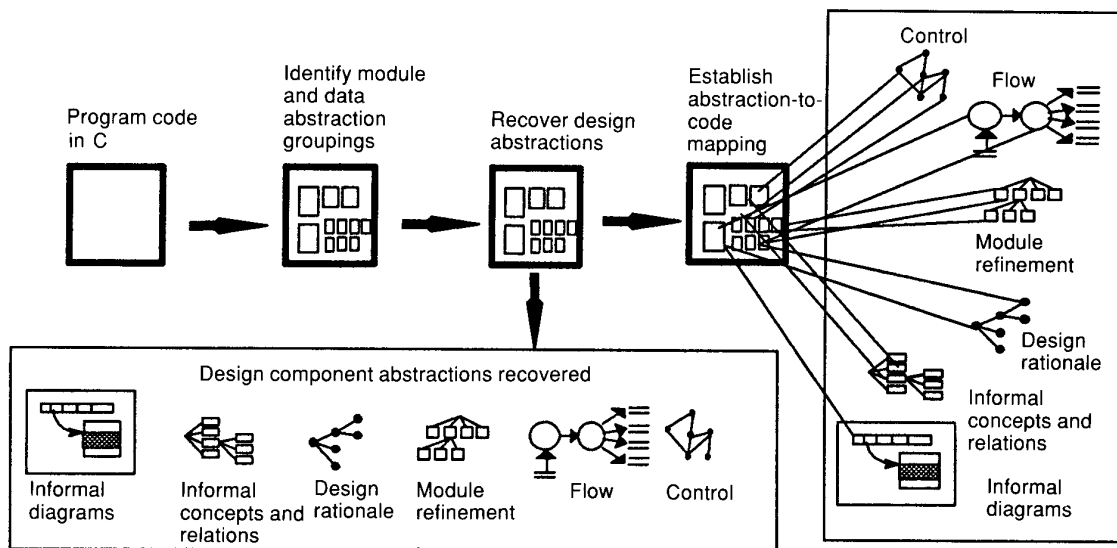 Program code
in C
Identify module
and data
abstraction
groupings
Recover design
abstractions
Establish
abstraction-to-
code
mapping
Control
Flow
Module
refinement
Design
rationale
Informal
concepts and
relations
Informal
diagrams
Design component abstractions recovered
Informal
diagrams
Informal
concepts and
relations
Design
rationale
Module
refinement
Flow
Control